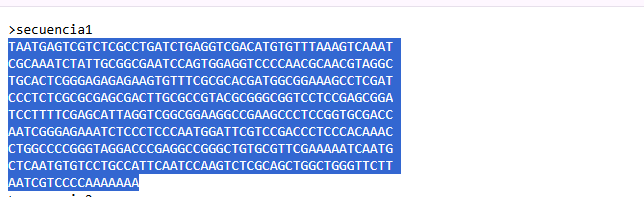 >secuencia1
TAATGAGTCGTCTCGCCTGATCTGAGGTCGACATGTGTTTAAAGTCAAAT
CGCAAATCTATTGCGGCGAATCCAGTGGAGGTCCCCAACGCAACGTAGGC
TGCACTCGGGAGAGAGAAGTGTTTCGCGCACGATGGCGGAAAGCCTCGAT
CCCTCTCGCGCGAGCGACTTGCGCCGTACGCGGGCGGTCCTCCGAGCGGA
TCCTTTTCGAGCATTAGGTCGGCGGAAGGCCGAAGCCCTCCGGTGCGACC
AATCGGGAGAAATCTCCCTCCCAATGGATTCGTCCGACCCTCCCACAAAC
CTGGCCCCGGGTAGGACCCGAGGCCGGGCTGTGCGTTCGAAAAATCAATG
CTCAATGTGTCCTGCCATTCAATCCAAGTCTCGCAGCTGGCTGGGTTCTT
AATCGTCCCCAAAAAAA